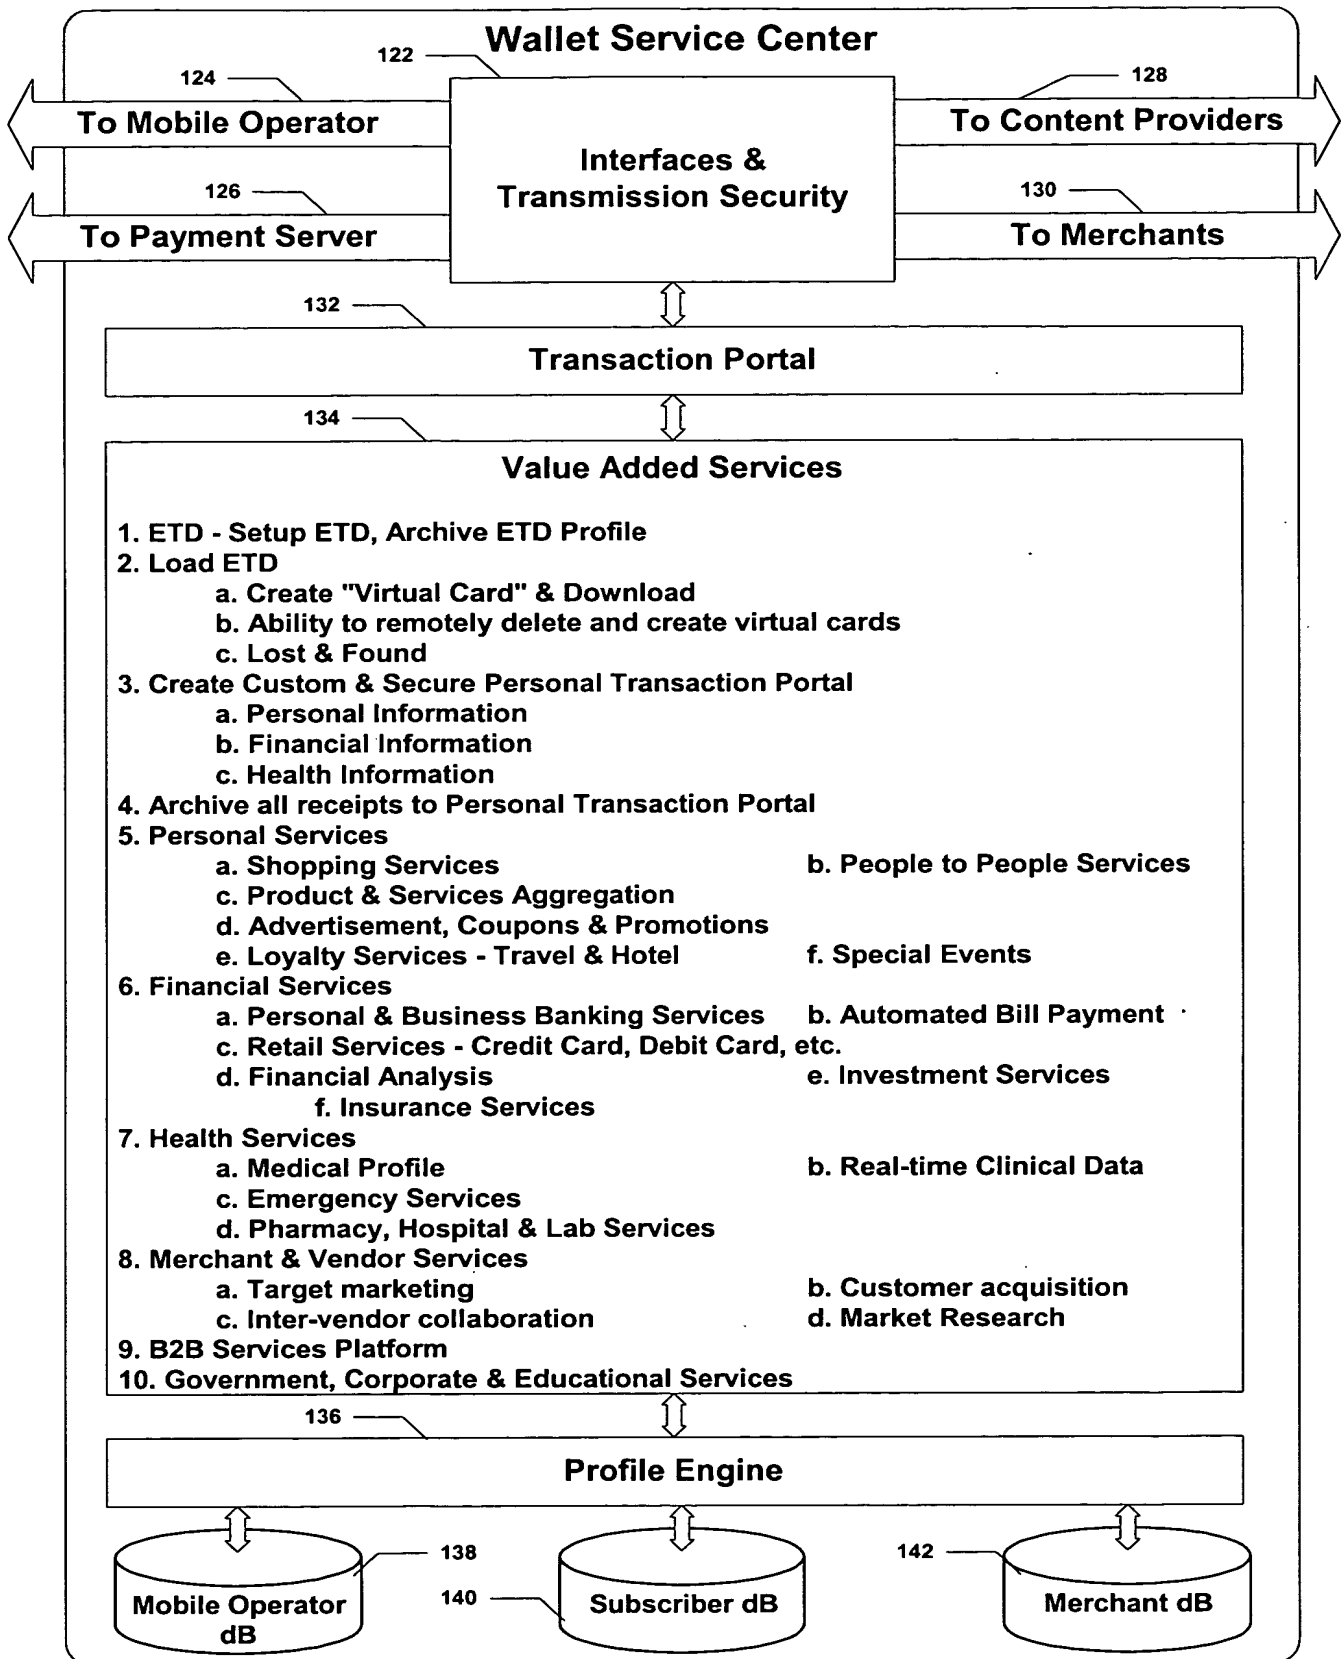 Wallet Service Center
122
124
128
To Mobile Operator
To Content Providers
Interfaces &
Transmission Security
126
130
To Payment Server
To Merchants
132
Transaction Portal
134
Value Added Services
1. ETD - Setup ETD, Archive ETD Profile
2. Load ETD
a. Create "Virtual Card" & Download
b. Ability to remotely delete and create virtual cards
c. Lost & Found
3. Create Custom & Secure Personal Transaction Portal
a. Personal Information
b. Financial Information
c. Health Information
4. Archive all receipts to Personal Transaction Portal
5. Personal Services
a. Shopping Services b. People to People Services
c. Product & Services Aggregation
d. Advertisement, Coupons & Promotions
e. Loyalty Services - Travel & Hotel f. Special Events
6. Financial Services
a. Personal & Business Banking Services b. Automated Bill Payment
c. Retail Services - Credit Card, Debit Card, etc.
d. Financial Analysis e. Investment Services
f. Insurance Services
7. Health Services
a. Medical Profile b. Real-time Clinical Data
c. Emergency Services
d. Pharmacy, Hospital & Lab Services
8. Merchant & Vendor Services
a. Target marketing b. Customer acquisition
c. Inter-vendor collaboration d. Market Research
9. B2B Services Platform
10. Government, Corporate & Educational Services
136
Profile Engine
138
142
140
Mobile Operator
dB
Subscriber dB
Merchant dB